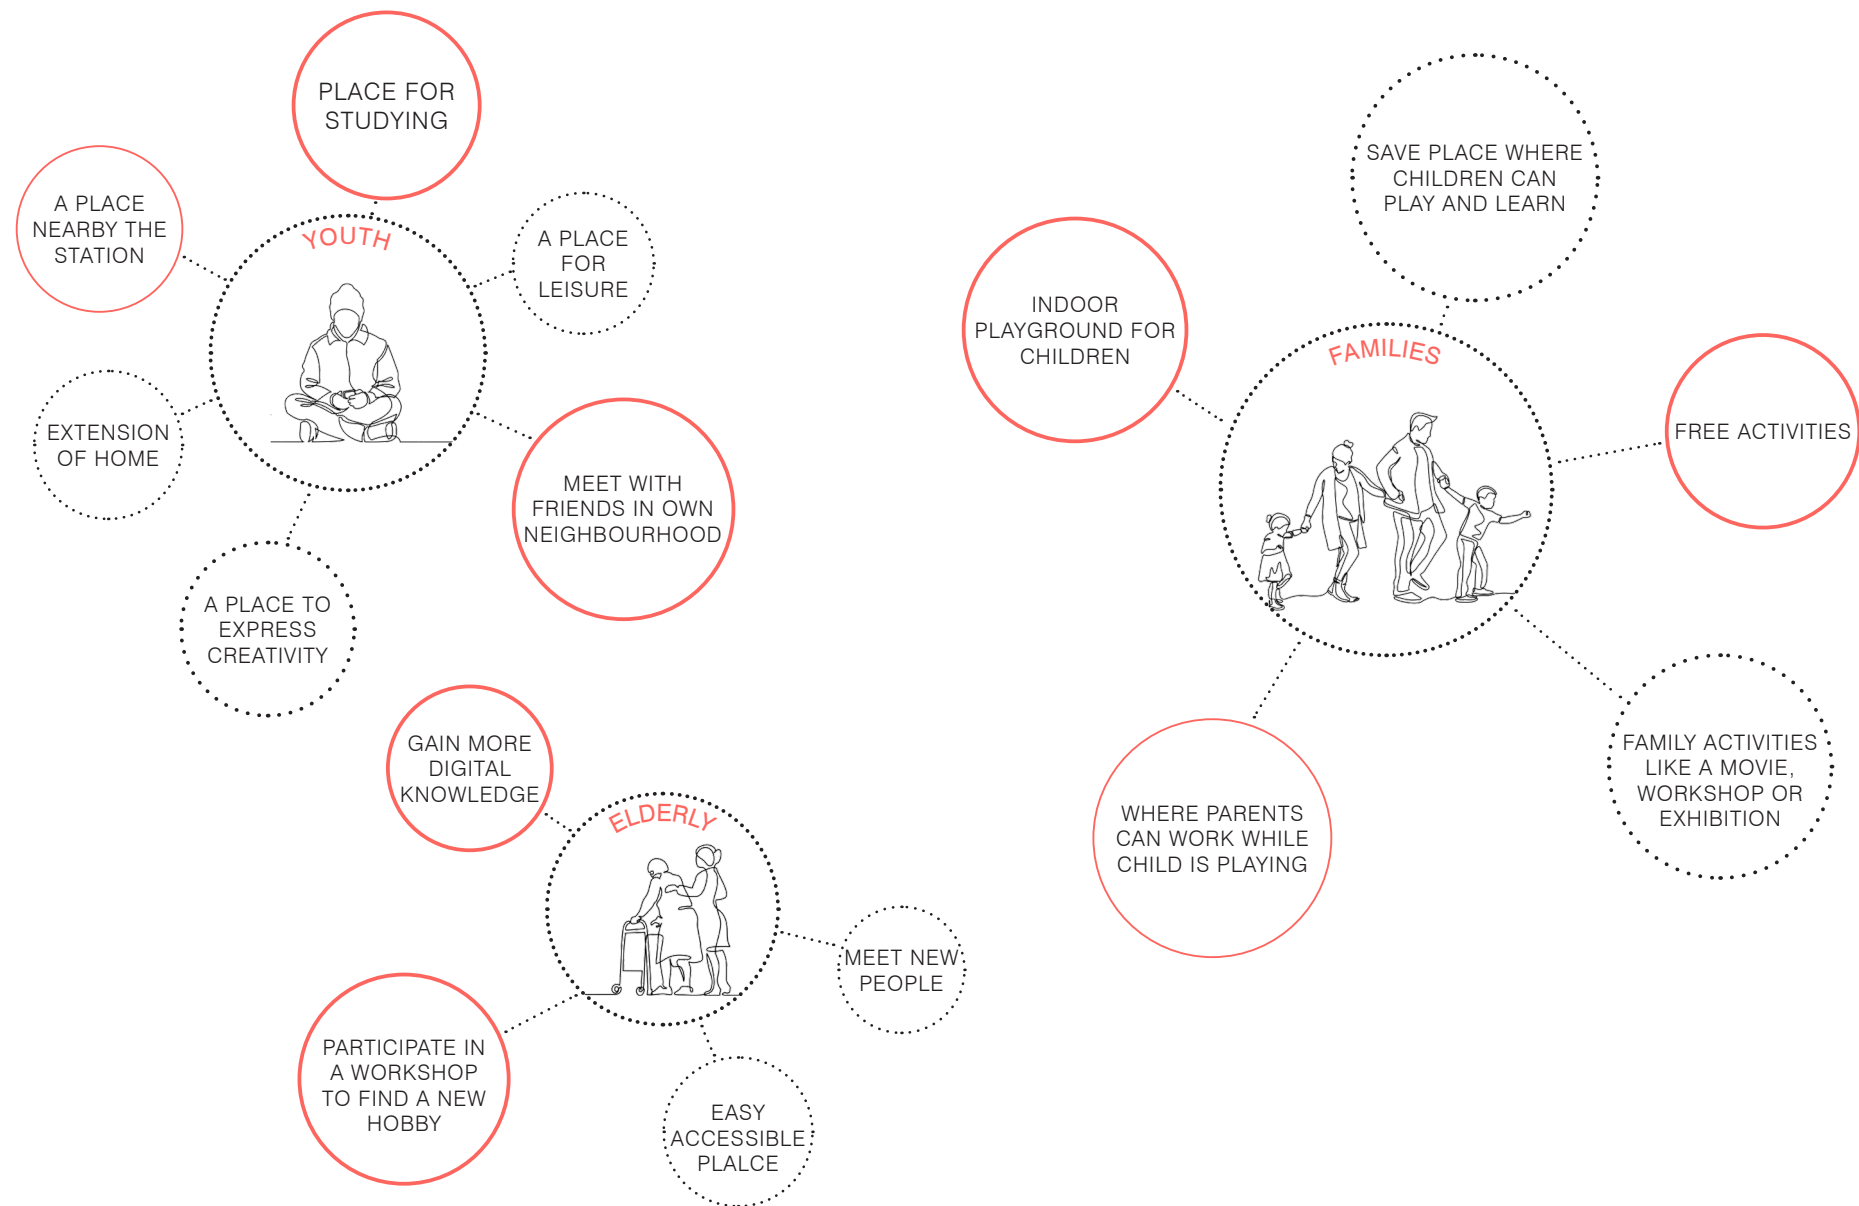 PLACE FOR
STUDYING
A PLACE
NEARBY THE
STATION
YOUTH
A PLACE
FOR
LEISURE
EXTENSION
OF HOME
MEET WITH
FRIENDS IN OWN
NEIGHBOURHOOD
A PLACE TO
EXPRESS
CREATIVITY
SAVE PLACE WHERE
CHILDREN CAN
PLAY AND LEARN
INDOOR
PLAYGROUND FOR
CHILDREN
FAMILIES
FREE ACTIVITIES
WHERE PARENTS
CAN WORK WHILE
CHILD IS PLAYING
FAMILY ACTIVITIES
LIKE A MOVIE,
WORKSHOP OR
EXHIBITION
GAIN MORE
DIGITAL
KNOWLEDGE
ELDERLY
MEET NEW
PEOPLE
PARTICIPATE IN
A WORKSHOP
TO FIND A NEW
HOBBY
EASY
ACCESSIBLE
PLALCE